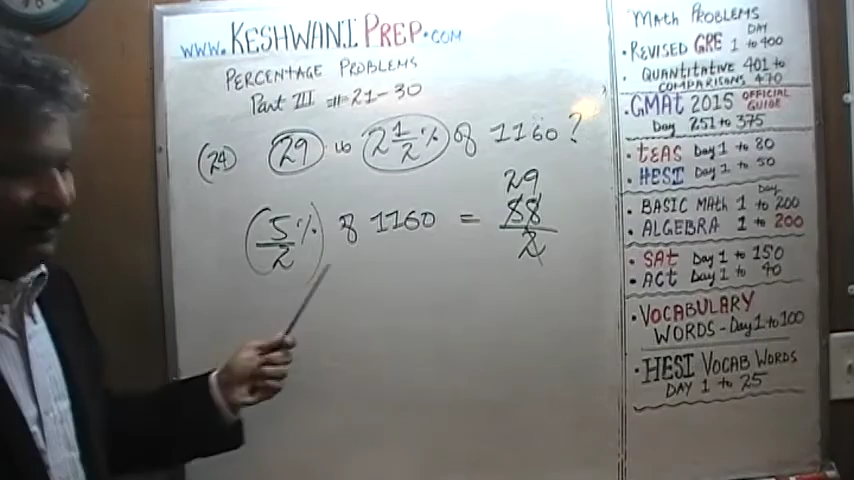 www.KESHWANI PREP.com
PERCENTAGE PROBLEMS
Part III #21-30
(24) 29 is 2 1/2 % of 1160?
(5/2 %) of 1160 = 58/2
29
MATH PROBLEMS
• REVISED GRE DAY 1 to 400
• QUANTITATIVE COMPARISONS 401 to 470
• GMAT 2015 OFFICIAL GUIDE
Day 251 to 375
• TEAS Day 1 to 80
• HESI Day 1 to 50
• BASIC MATH Day 1 to 200
• ALGEBRA 1 to 200
• SAT Day 1 to 150
• ACT Day 1 to 40
• VOCABULARY
WORDS - Day 1 to 100
• HESI VOCAB WORDS
DAY 1 to 25